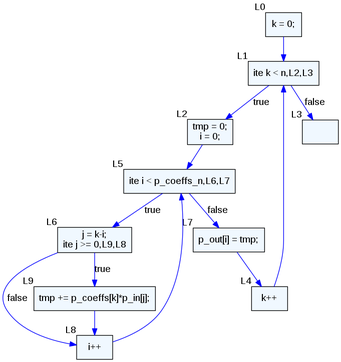 L0
k = 0;
L1
ite k < n,L2,L3
true
false
L2
tmp = 0;
i = 0;
L3
L5
ite i < p_coeffs_n,L6,L7
true
false
L6
j = k-i;
ite j >= 0,L9,L8
L7
p_out[i] = tmp;
false
true
L9
tmp += p_coeffs[k]*p_in[j];
L4
k++
L8
i++